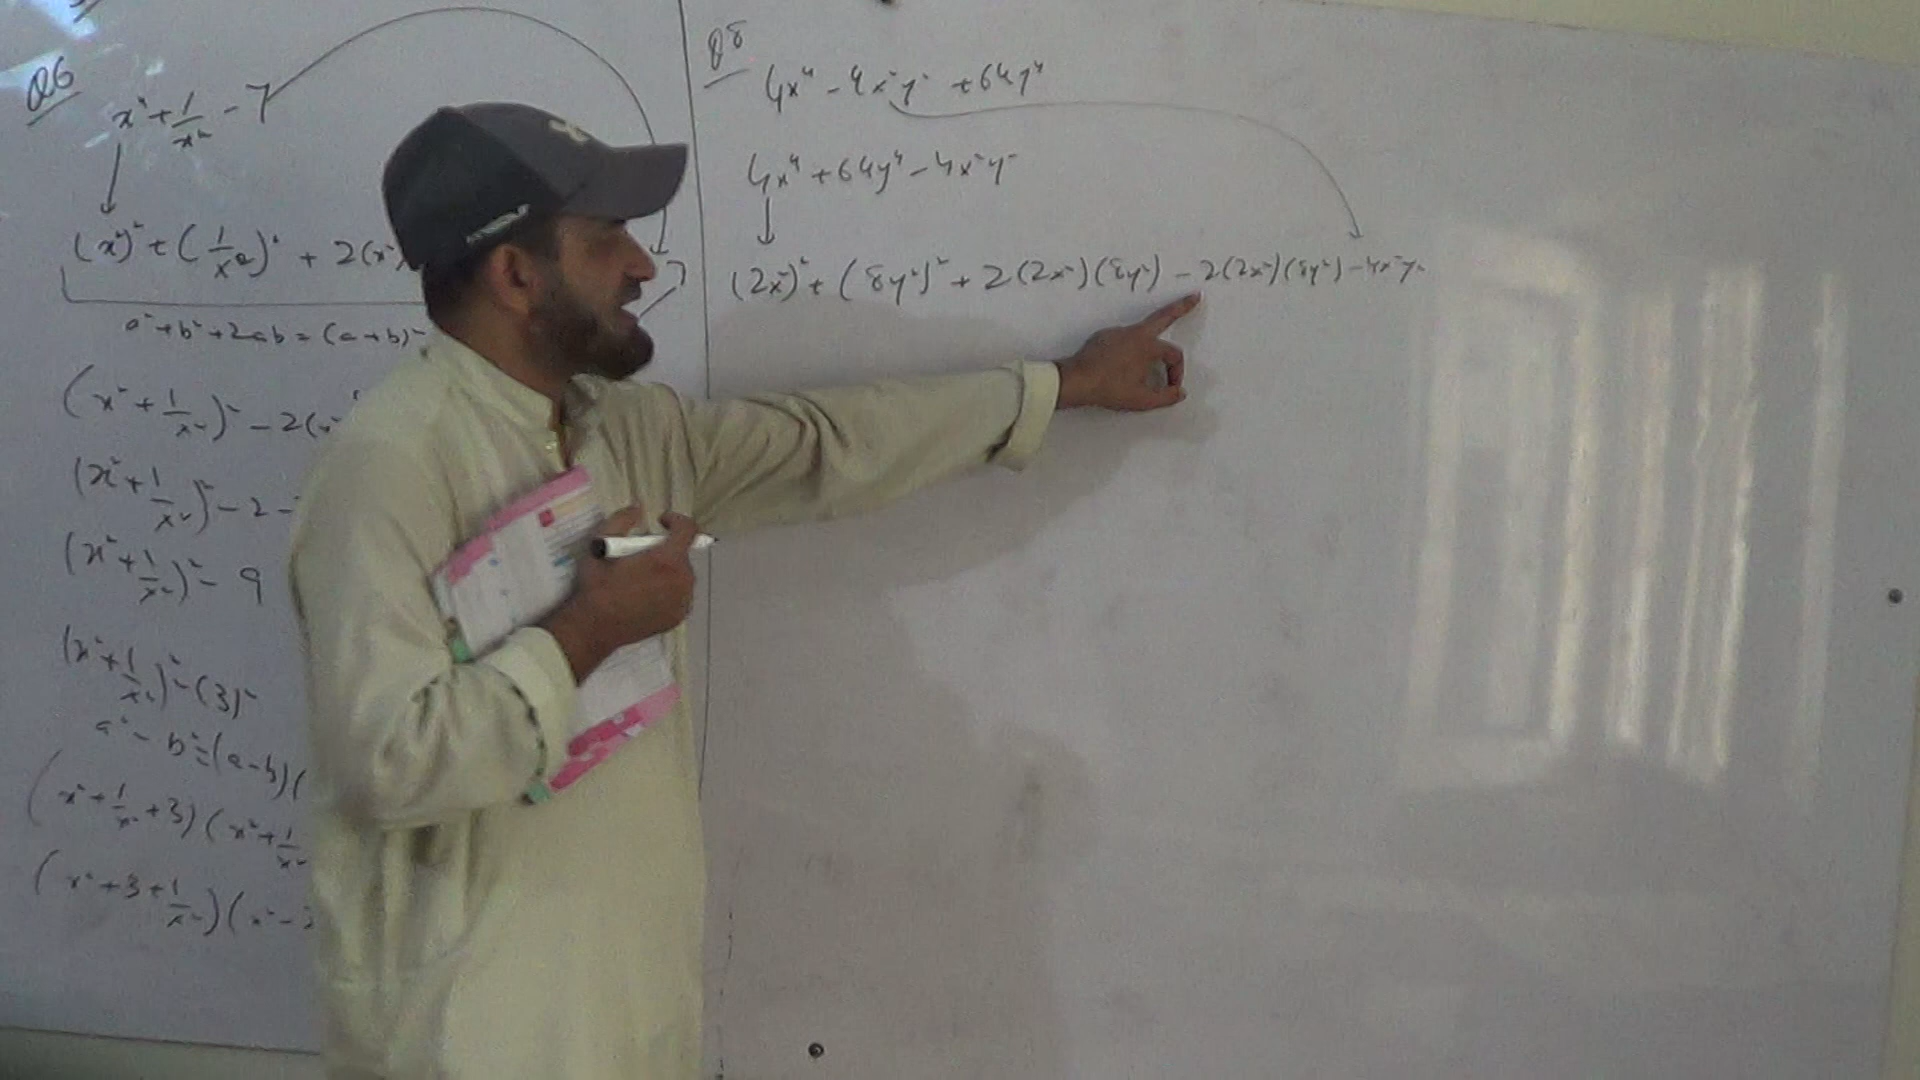 Q6
x⁴ + 1/x⁴ - 7
(x²)² + (1/x²)² + 2(x²)
7
a² + b² + 2ab = (a+b)²
(x² + 1/x²)² - 2(x²
(x² + 1/x²)² - 2 -
(x² + 1/x²)² - 9
(x² + 1/x²)² - (3)²
a² - b² = (a-b)(
(x² + 1/x² + 3)(x² + 1/x²
(x² + 3 + 1/x²)(x² -
Q8
4x⁴ - 4x²y² + 64y⁴
4x⁴ + 64y⁴ - 4x²y²
(2x²)² + (8y²)² + 2(2x²)(8y²) - 2(2x²)(8y²) - 4x²y²